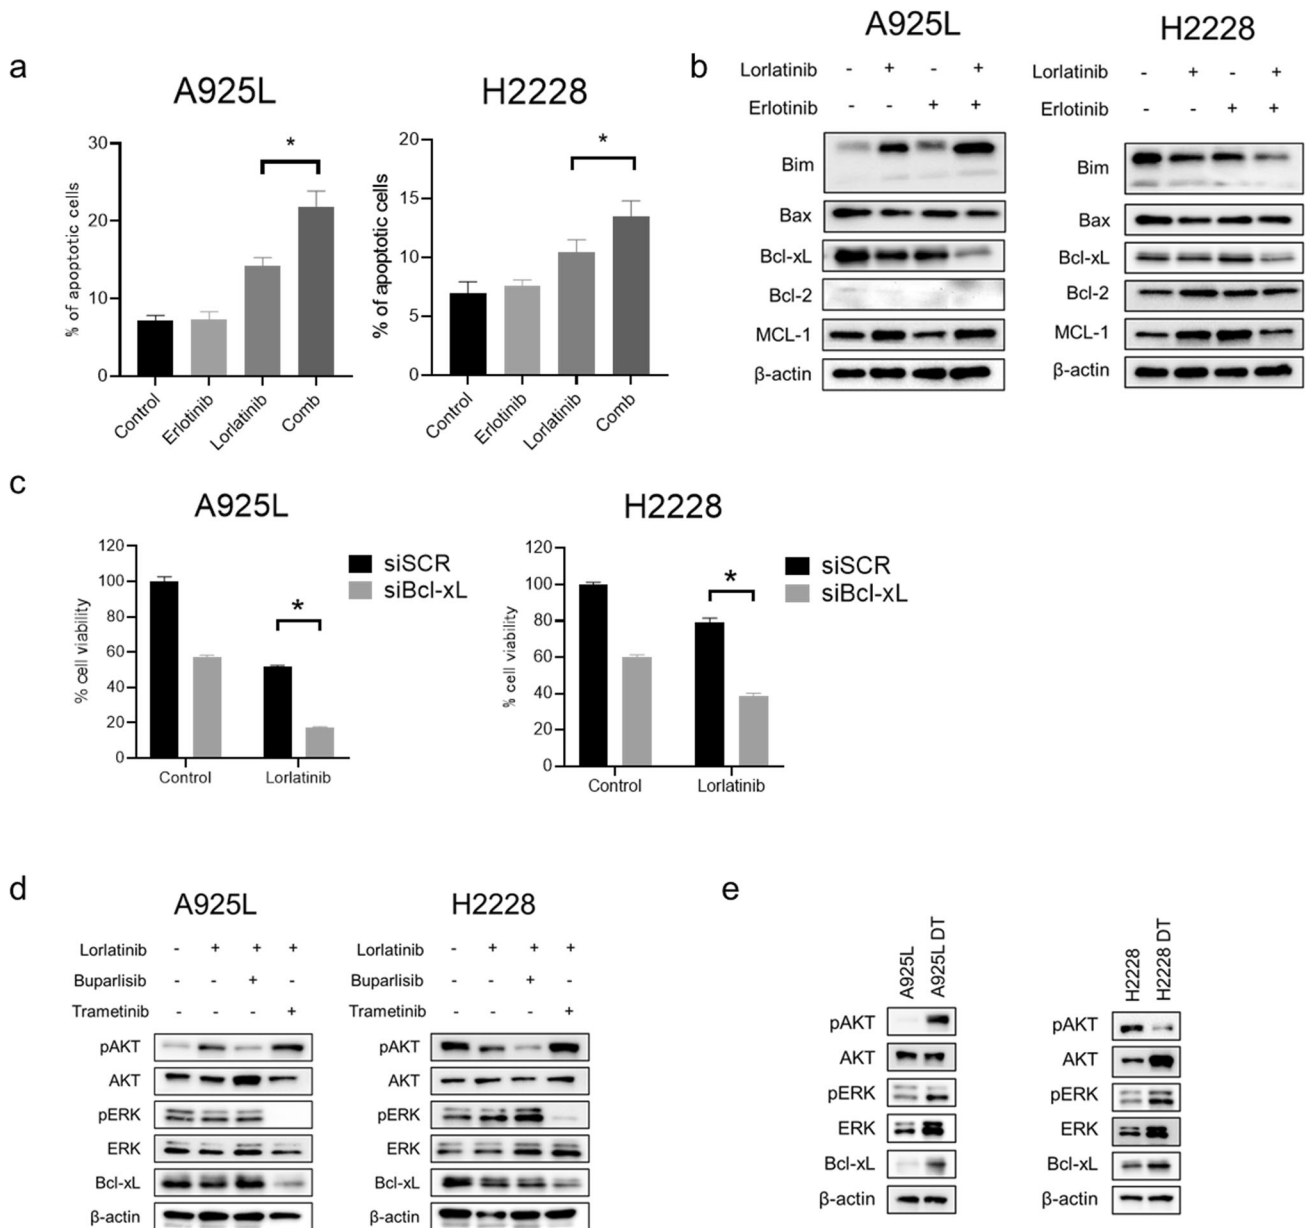 a
A925L
H2228
% of apoptotic cells
30
20
10
0
Control
Erlotinib
Lorlatinib
Comb
*
% of apoptotic cells
20
15
10
5
0
Control
Erlotinib
Lorlatinib
Comb
*
b
A925L
H2228
Lorlatinib - + - +
Erlotinib - - + +
Bim
Bax
Bcl-xL
Bcl-2
MCL-1
β-actin
Lorlatinib - + - +
Erlotinib - - + +
Bim
Bax
Bcl-xL
Bcl-2
MCL-1
β-actin
c
A925L
% cell viability
120
100
80
60
40
20
0
*
Control
Lorlatinib
siSCR
siBcl-xL
H2228
% cell viability
120
100
80
60
40
20
0
*
Control
Lorlatinib
siSCR
siBcl-xL
d
A925L
Lorlatinib - + + +
Buparlisib - - + -
Trametinib - - - +
pAKT
AKT
pERK
ERK
Bcl-xL
β-actin
H2228
Lorlatinib - + + +
Buparlisib - - + -
Trametinib - - - +
pAKT
AKT
pERK
ERK
Bcl-xL
β-actin
e
A925L
A925L DT
pAKT
AKT
pERK
ERK
Bcl-xL
β-actin
H2228
H2228 DT
pAKT
AKT
pERK
ERK
Bcl-xL
β-actin